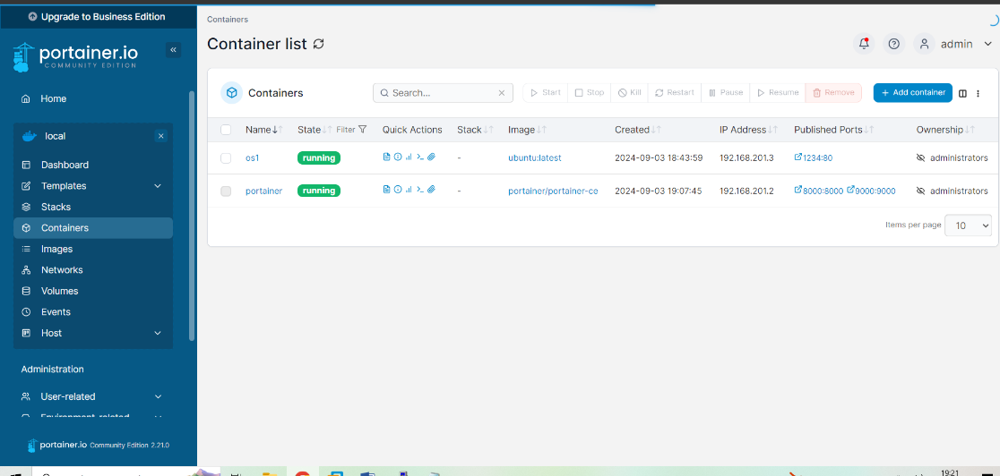 Upgrade to Business Edition
portainer.io
COMMUNITY EDITION
Home
local
Dashboard
Templates
Stacks
Containers
Images
Networks
Volumes
Events
Host
Administration
User-related
Environment-related
portainer.io Community Edition 2.21.0
Containers
Container list
admin
Containers
Search...
Start Stop Kill Restart Pause Resume Remove
+ Add container
Name State Filter Quick Actions Stack Image Created IP Address Published Ports Ownership
os1 running - ubuntu:latest 2024-09-03 18:43:59 192.168.201.3 1234:80 administrators
portainer running - portainer/portainer-ce 2024-09-03 19:07:45 192.168.201.2 8000:8000 9000:9000 administrators
Items per page 10
19:21